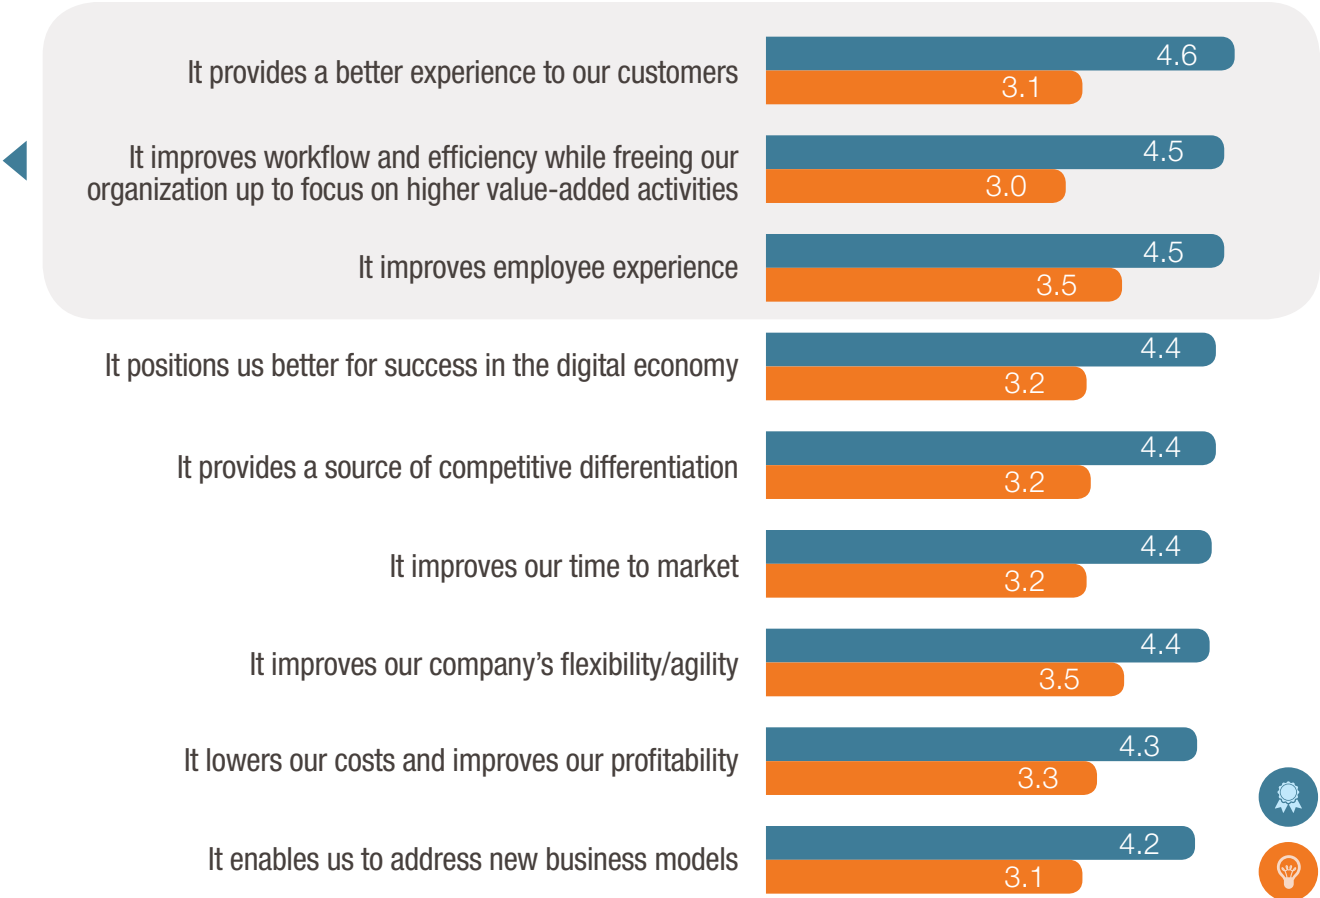 It provides a better experience to our customers
4.6
3.1
It improves workflow and efficiency while freeing our
organization up to focus on higher value-added activities
4.5
3.0
It improves employee experience
4.5
3.5
It positions us better for success in the digital economy
4.4
3.2
It provides a source of competitive differentiation
4.4
3.2
It improves our time to market
4.4
3.2
It improves our company’s flexibility/agility
4.4
3.5
It lowers our costs and improves our profitability
4.3
3.3
It enables us to address new business models
4.2
3.1